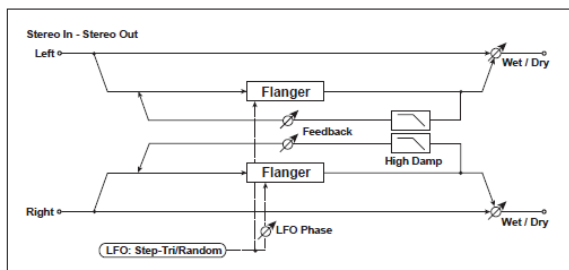 Stereo In - Stereo Out
Left
Wet / Dry
Flanger
Feedback
High Damp
Flanger
Right
LFO Phase
Wet / Dry
LFO: Step-Tri/Random